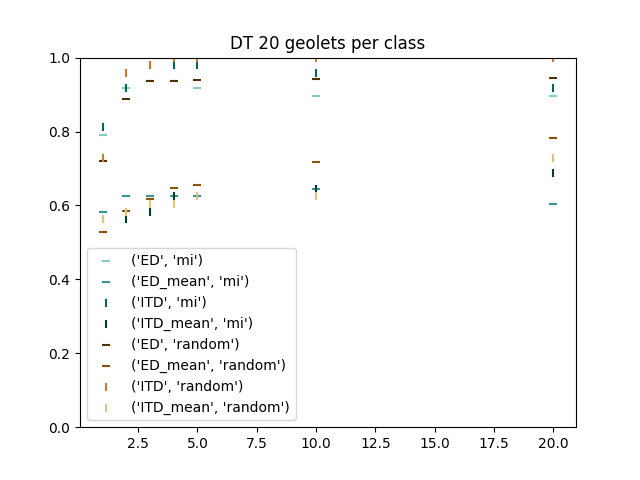 DT 20 geolets per class
1.0
0.8
0.6
0.4
0.2
0.0
('ED', 'mi')
('ED_mean', 'mi')
('ITD', 'mi')
('ITD_mean', 'mi')
('ED', 'random')
('ED_mean', 'random')
('ITD', 'random')
('ITD_mean', 'random')
2.5 5.0 7.5 10.0 12.5 15.0 17.5 20.0